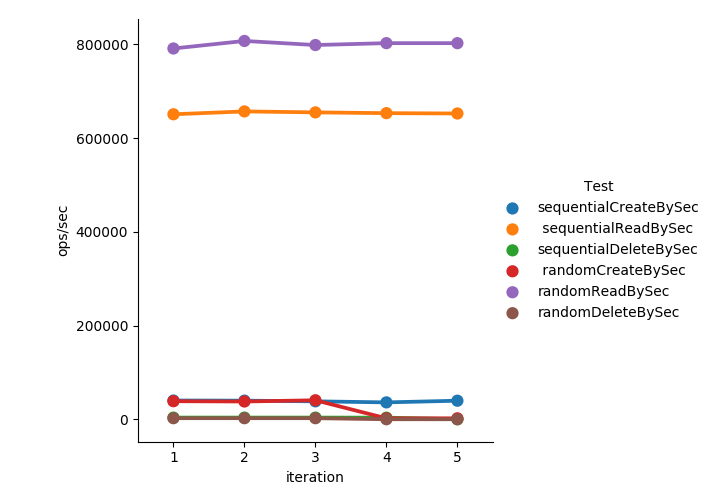 800000
600000
400000
200000
0
ops/sec
1 2 3 4 5
iteration
Test
sequentialCreateBySec
sequentialReadBySec
sequentialDeleteBySec
randomCreateBySec
randomReadBySec
randomDeleteBySec